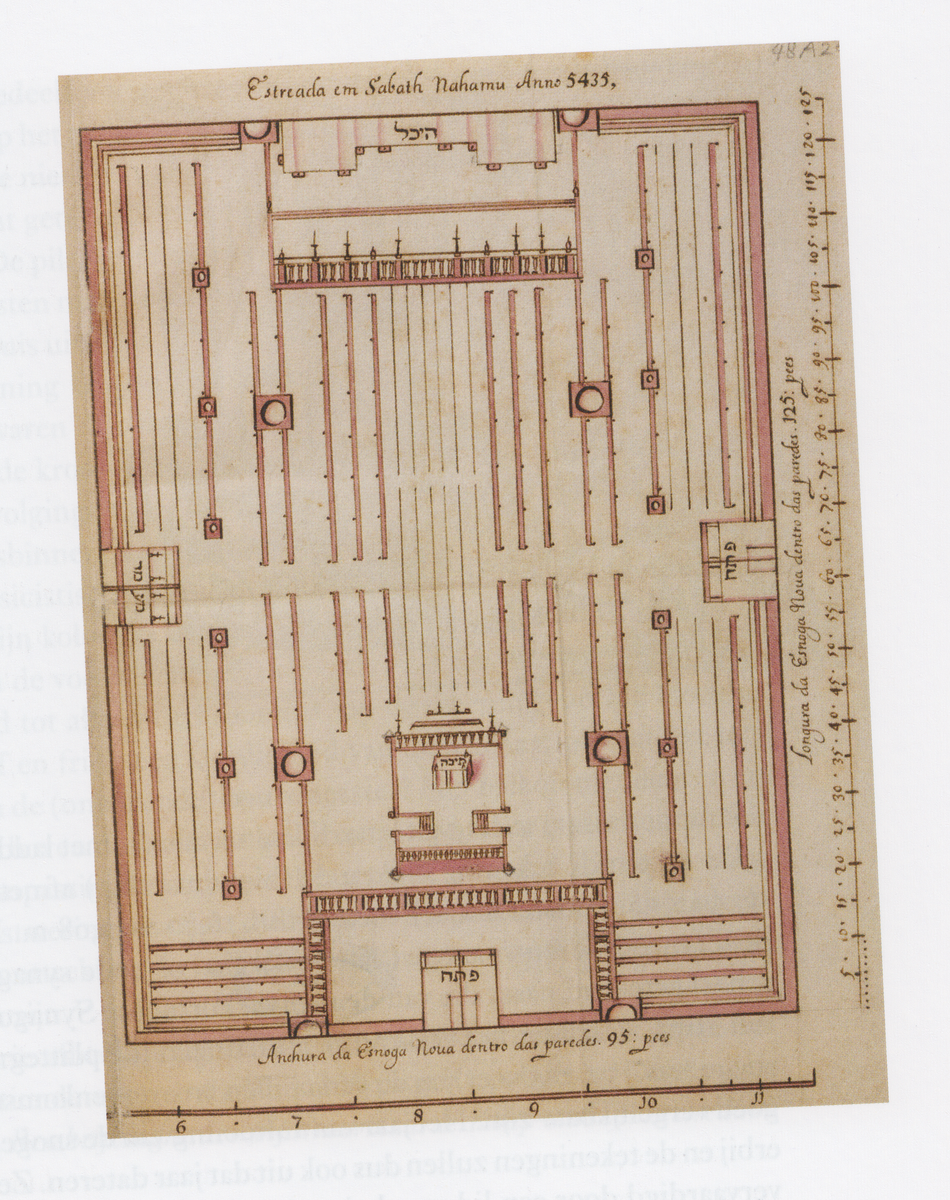 48A2
Estreada em Sabath Nahamu Anno 5435,
היכל
פתח
תיבה
פתח
Longura da Esnoga Noua dentro das paredes. 125: pees
5. 10. 15. 20. 25. 30. 35. 40. 45. 50. 55. 60. 65. 70. 75. 80. 85. 90. 95. 100. 105. 110. 115. 120. 125
Anchura da Esnoga Noua dentro das paredes. 95: pees
6 7 8 9 10 11